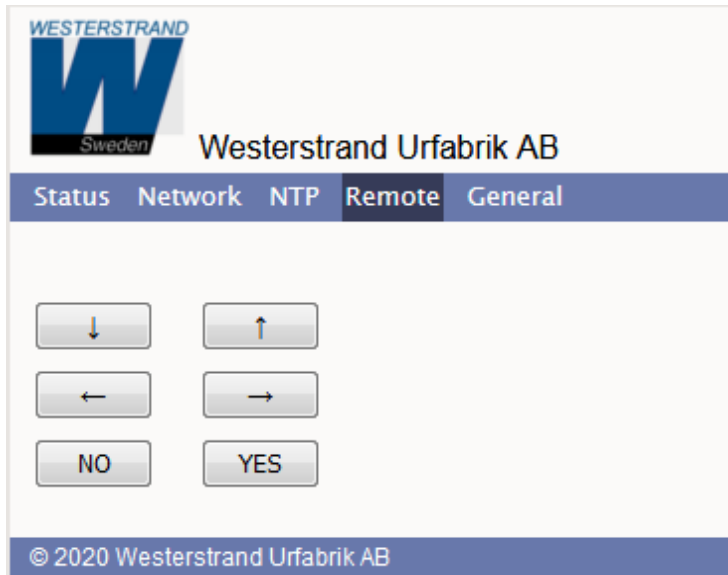 WESTERSTRAND
Sweden
Westerstrand Urfabrik AB
Status Network NTP Remote General
↓ ↑
← →
NO YES
© 2020 Westerstrand Urfabrik AB